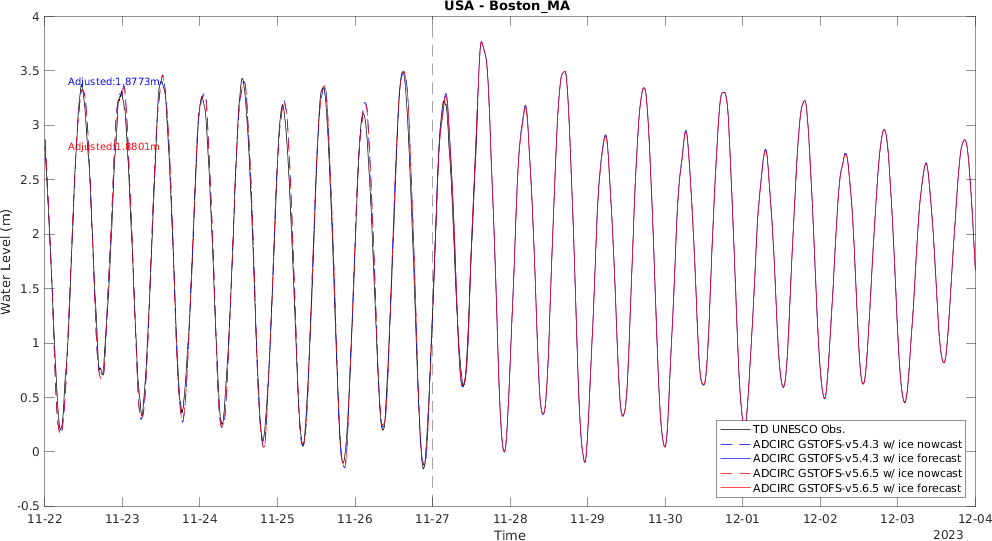 USA - Boston_MA
4
3.5
3
2.5
2
1.5
1
0.5
0
-0.5
Water Level (m)
Adjusted:1.8773m
Adjusted:1.8801m
TD UNESCO Obs.
ADCIRC GSTOFS-v5.4.3 w/ ice nowcast
ADCIRC GSTOFS-v5.4.3 w/ ice forecast
ADCIRC GSTOFS-v5.6.5 w/ ice nowcast
ADCIRC GSTOFS-v5.6.5 w/ ice forecast
11-22 11-23 11-24 11-25 11-26 11-27 11-28 11-29 11-30 12-01 12-02 12-03 12-04
Time
2023